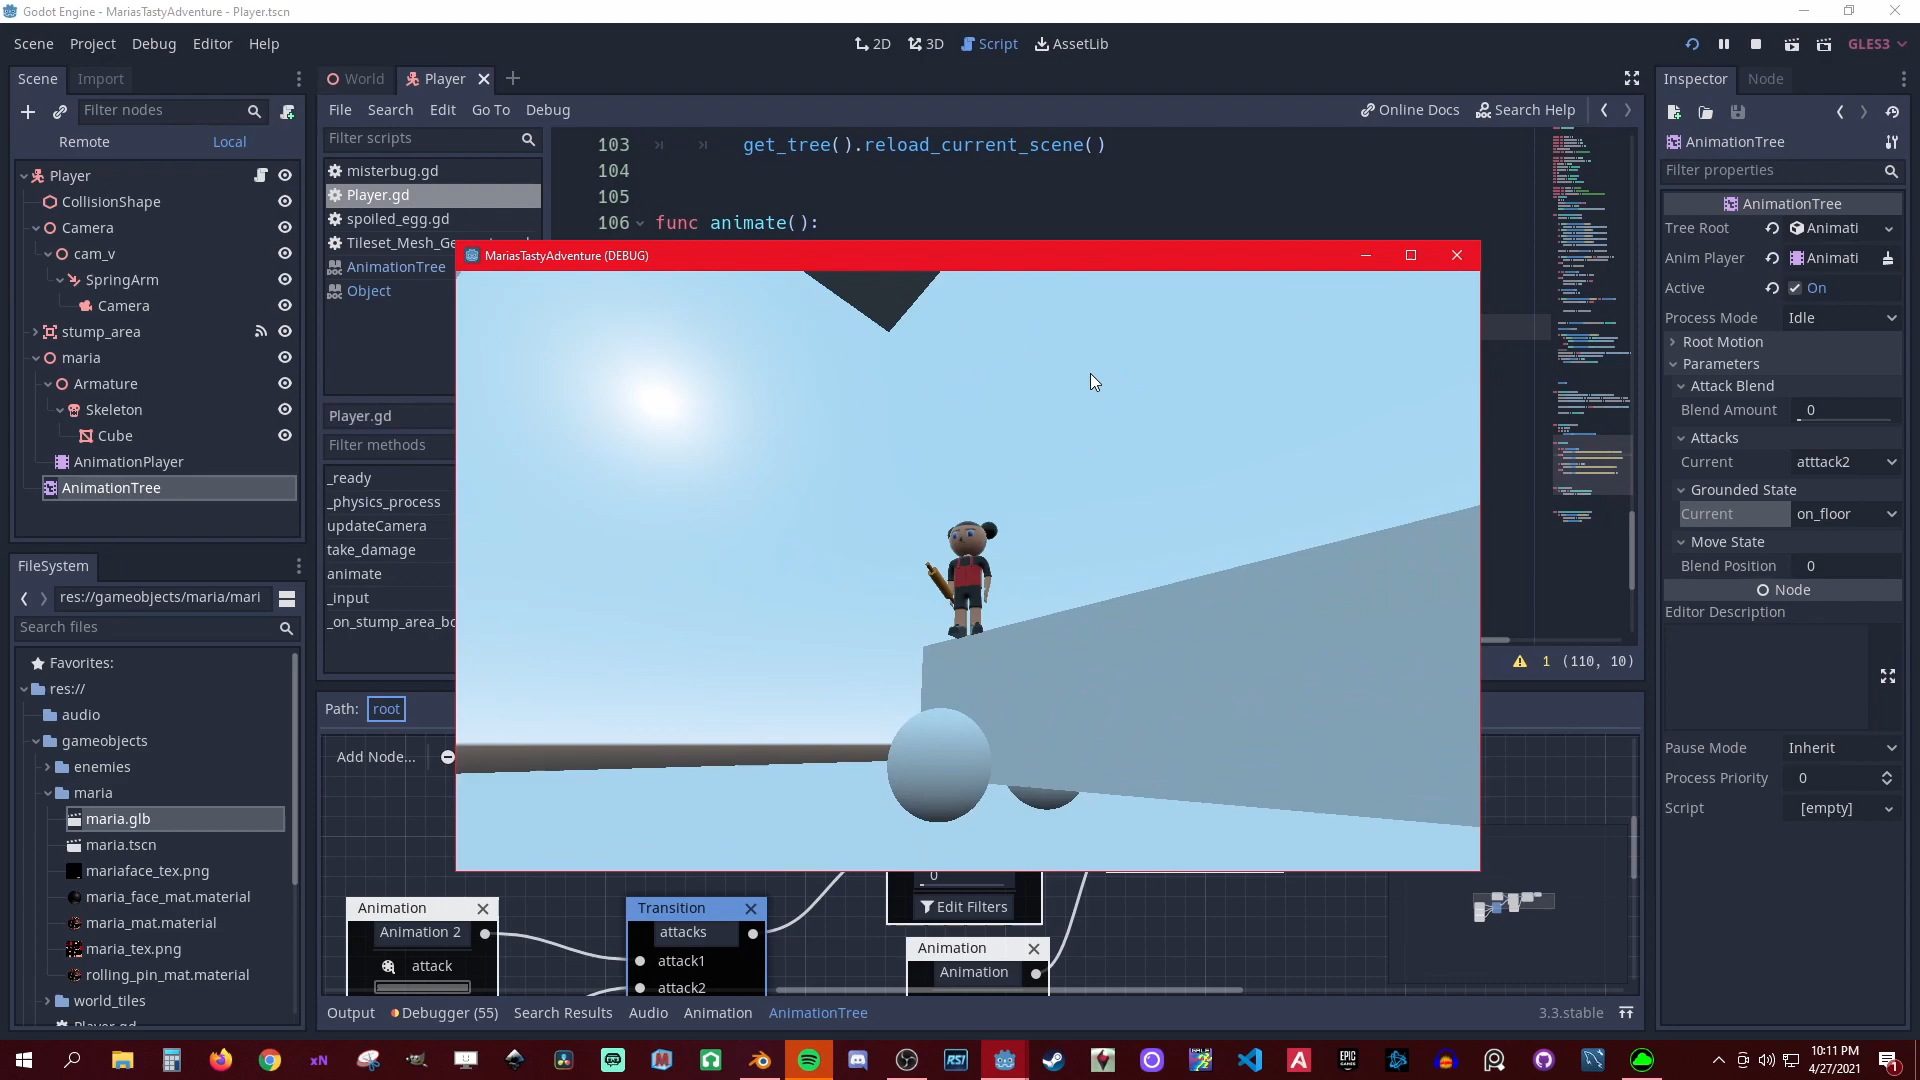 Godot Engine - MariasTastyAdventure - Player.tscn
Scene Project Debug Editor Help
2D 3D Script AssetLib
GLES3
Scene Import
World Player
Inspector Node
Filter nodes
File Search Edit Go To Debug
Online Docs Search Help
Remote Local
Filter scripts
AnimationTree
Filter properties
Player
CollisionShape
Camera
cam_v
SpringArm
Camera
stump_area
maria
Armature
Skeleton
Cube
AnimationPlayer
AnimationTree
misterbug.gd
Player.gd
spoiled_egg.gd
AnimationTree
Object
Player.gd
Filter methods
_ready
_physics_process
updateCamera
take_damage
animate
_input
103 get_tree().reload_current_scene()
104
105
106 func animate():
MariasTastyAdventure (DEBUG)
1 (110, 10)
AnimationTree
Tree Root Animati
Anim Player Animati
Active On
Process Mode Idle
Root Motion
Parameters
Attack Blend
Blend Amount 0
Attacks
Current atttack2
Grounded State
Current on_floor
Move State
Blend Position 0
Node
Editor Description
Pause Mode Inherit
Process Priority 0
Script [empty]
FileSystem
res://gameobjects/maria/mari
Search files
Favorites:
res://
audio
gameobjects
enemies
maria
maria.glb
maria.tscn
mariaface_tex.png
maria_face_mat.material
maria_mat.material
maria_tex.png
rolling_pin_mat.material
world_tiles
Path: root
Add Node...
Animation
Animation 2
attack
Transition
attacks
attack1
attack2
0
Edit Filters
Animation
Animation
Output Debugger (55) Search Results Audio Animation AnimationTree
3.3.stable
xN
RSI
EPIC GAMES
10:11 PM
4/27/2021
1